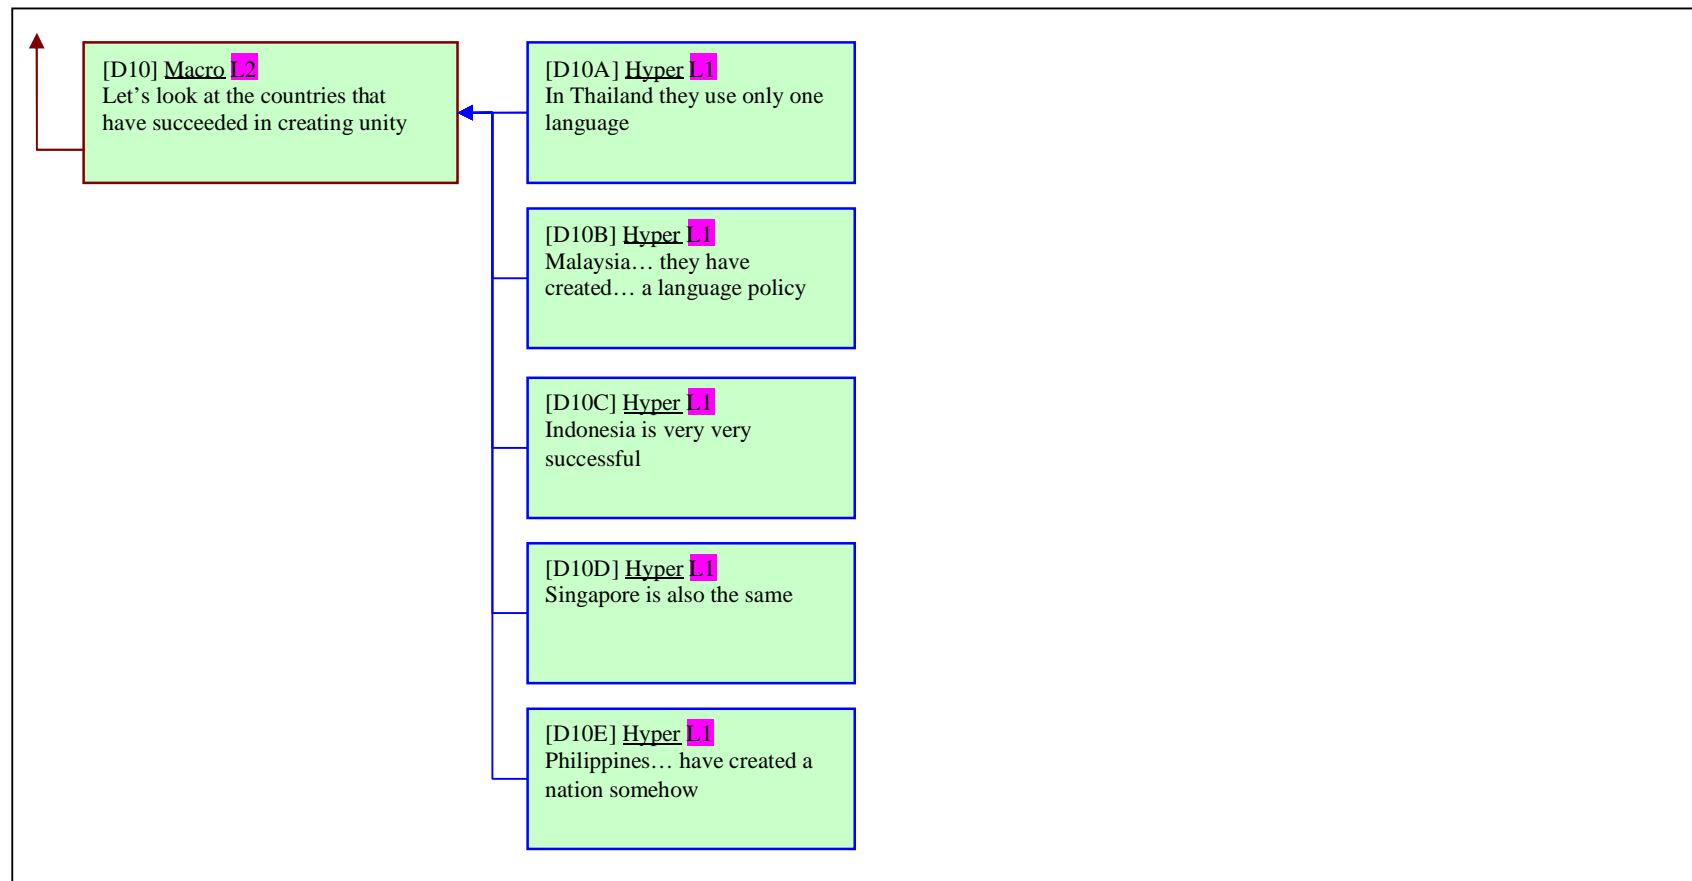 [D10] Macro L2
Let’s look at the countries that
have succeeded in creating unity
[D10A] Hyper L1
In Thailand they use only one
language
[D10B] Hyper L1
Malaysia… they have
created… a language policy
[D10C] Hyper L1
Indonesia is very very
successful
[D10D] Hyper L1
Singapore is also the same
[D10E] Hyper L1
Philippines… have created a
nation somehow